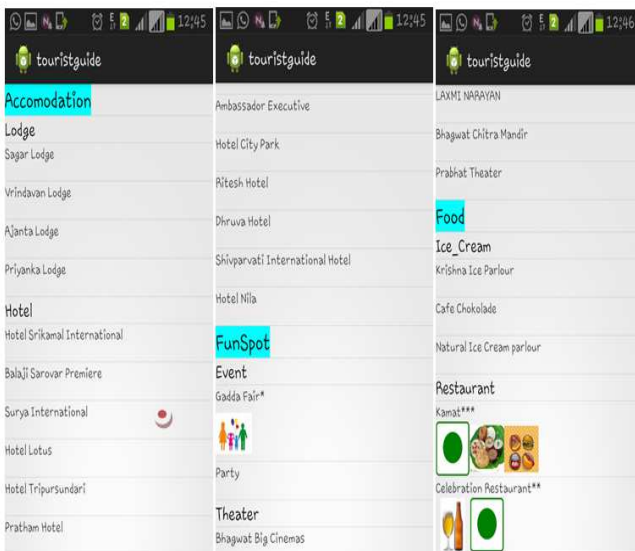 12:45
touristguide
Accomodation
Lodge
Sagar Lodge
Vrindavan Lodge
Ajanta Lodge
Priyanka Lodge
Hotel
Hotel Srikamal International
Balaji Sarovar Premiere
Surya International
Hotel Lotus
Hotel Tripursundari
Pratham Hotel
12:45
touristguide
Ambassador Executive
Hotel City Park
Ritesh Hotel
Dhruva Hotel
Shivparvati International Hotel
Hotel Nila
FunSpot
Event
Gadda Fair*
Party
Theater
Bhagwat Big Cinemas
12:46
touristguide
LAXMI NARAYAN
Bhagwat Chitra Mandir
Prabhat Theater
Food
Ice_Cream
Krishna Ice Parlour
Cafe Chokolade
Natural Ice Cream parlour
Restaurant
Kamat***
Celebration Restaurant**